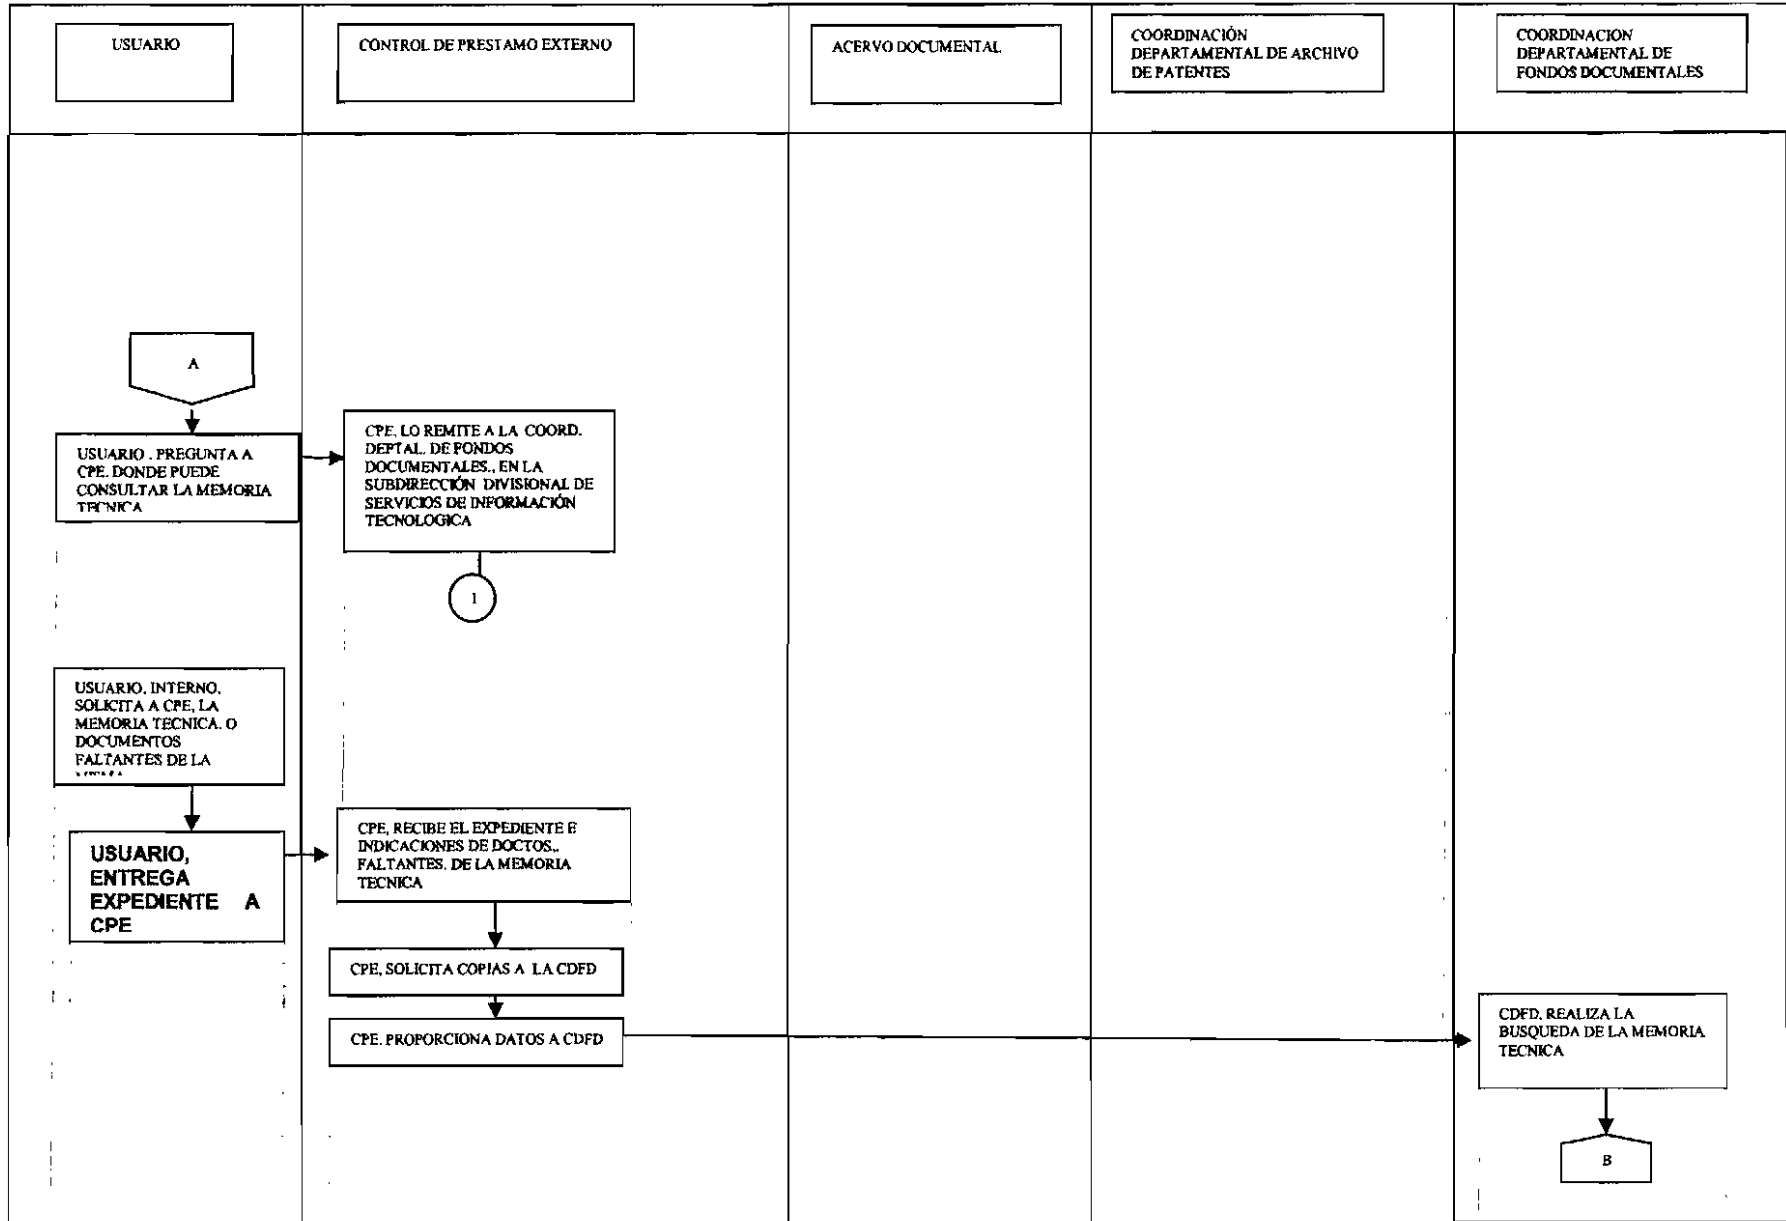 USUARIO
CONTROL DE PRESTAMO EXTERNO
ACERVO DOCUMENTAL
COORDINACIÓN
DEPARTAMENTAL DE ARCHIVO
DE PATENTES
COORDINACION
DEPARTAMENTAL DE
FONDOS DOCUMENTALES
A
USUARIO . PREGUNTA A
CPE. DONDE PUEDE
CONSULTAR LA MEMORIA
TECNICA
CPE, LO REMITE A LA COORD.
DEPTAL. DE FONDOS
DOCUMENTALES., EN LA
SUBDIRECCIÓN DIVISIONAL DE
SERVICIOS DE INFORMACIÓN
TECNOLOGICA
1
USUARIO, INTERNO,
SOLICITA A CPE, LA
MEMORIA TECNICA. O
DOCUMENTOS
FALTANTES DE LA
USUARIO,
ENTREGA
EXPEDIENTE A
CPE
CPE, RECIBE EL EXPEDIENTE E
INDICACIONES DE DOCTOS.,
FALTANTES. DE LA MEMORIA
TECNICA
CPE, SOLICITA COPIAS A LA CDFD
CPE. PROPORCIONA DATOS A CDFD
CDFD, REALIZA LA
BUSQUEDA DE LA MEMORIA
TECNICA
B